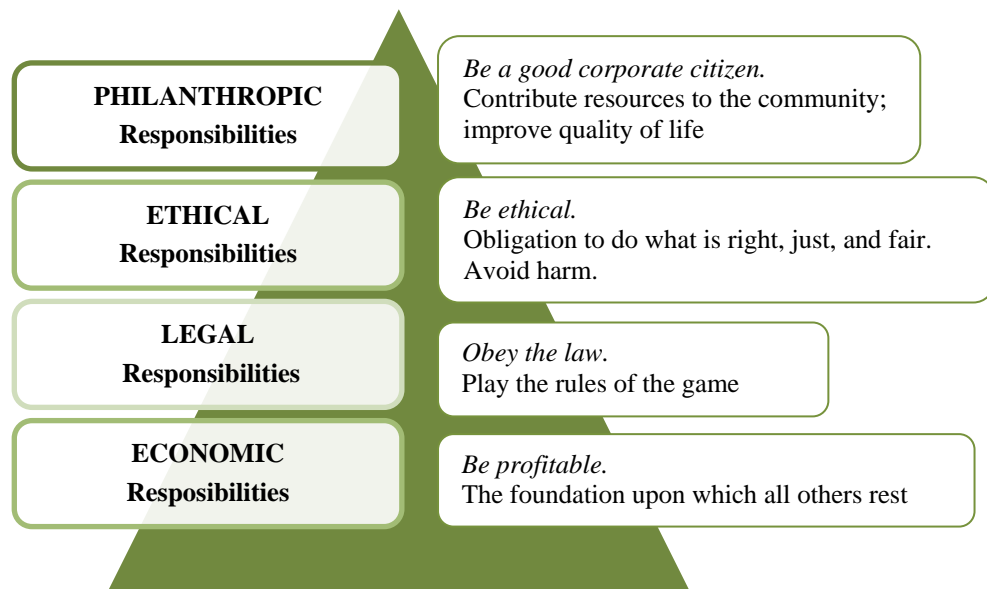 PHILANTHROPIC
Responsibilities
Be a good corporate citizen.
Contribute resources to the community;
improve quality of life
ETHICAL
Responsibilities
Be ethical.
Obligation to do what is right, just, and fair.
Avoid harm.
LEGAL
Responsibilities
Obey the law.
Play the rules of the game
ECONOMIC
Resposibilities
Be profitable.
The foundation upon which all others rest